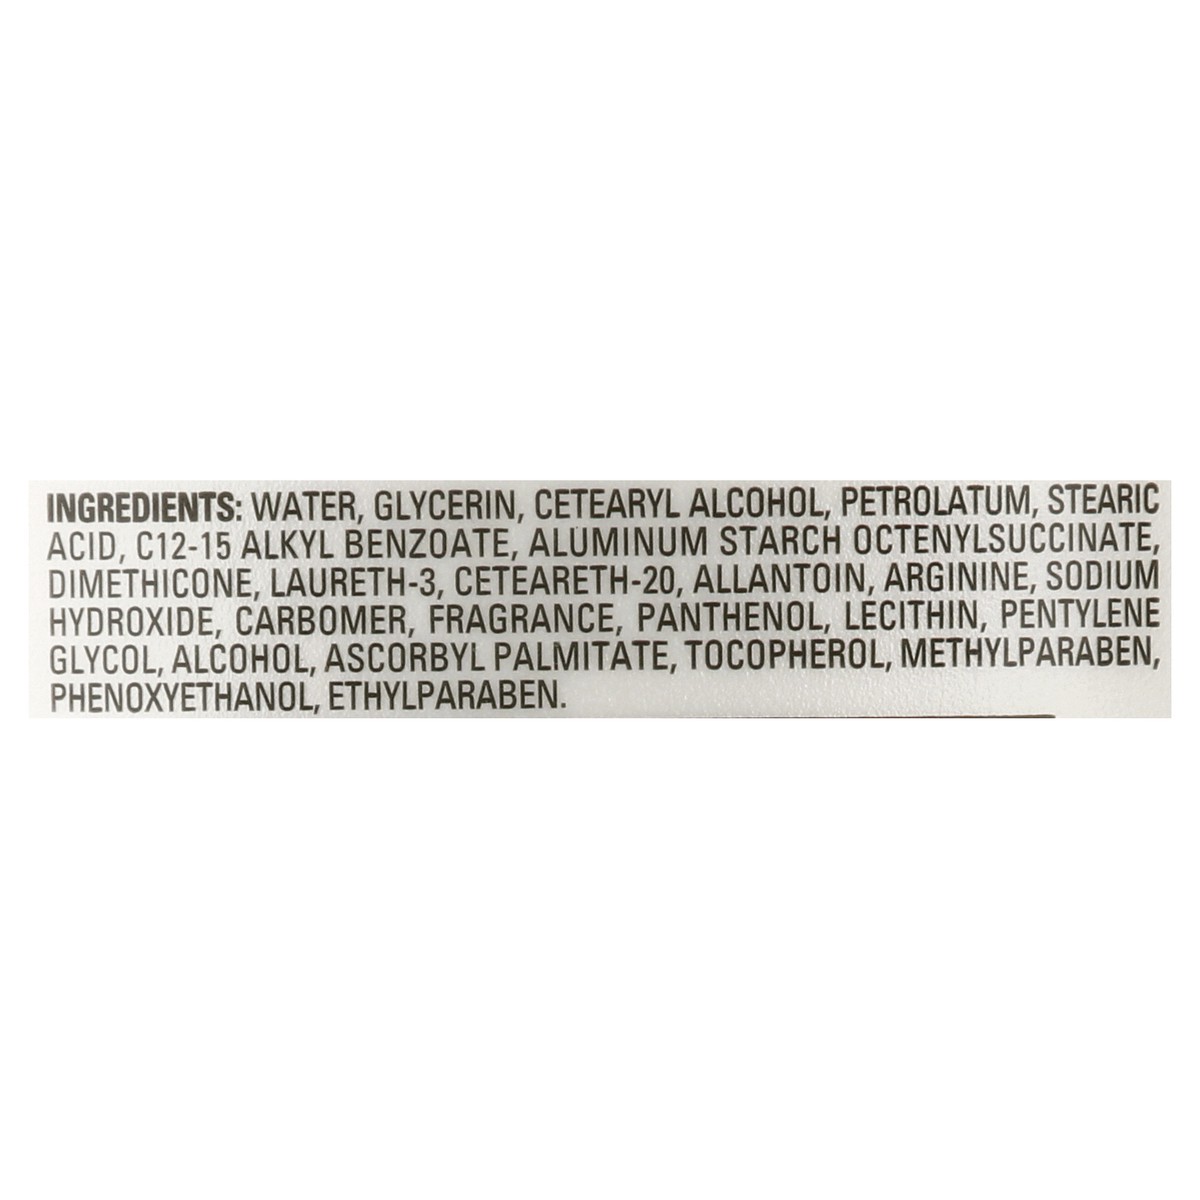 INGREDIENTS: WATER, GLYCERIN, CETEARYL ALCOHOL, PETROLATUM, STEARIC
ACID, C12-15 ALKYL BENZOATE, ALUMINUM STARCH OCTENYLSUCCINATE,
DIMETHICONE, LAURETH-3, CETEARETH-20, ALLANTOIN, ARGININE, SODIUM
HYDROXIDE, CARBOMER, FRAGRANCE, PANTHENOL, LECITHIN, PENTYLENE
GLYCOL, ALCOHOL, ASCORBYL PALMITATE, TOCOPHEROL, METHYLPARABEN,
PHENOXYETHANOL, ETHYLPARABEN.